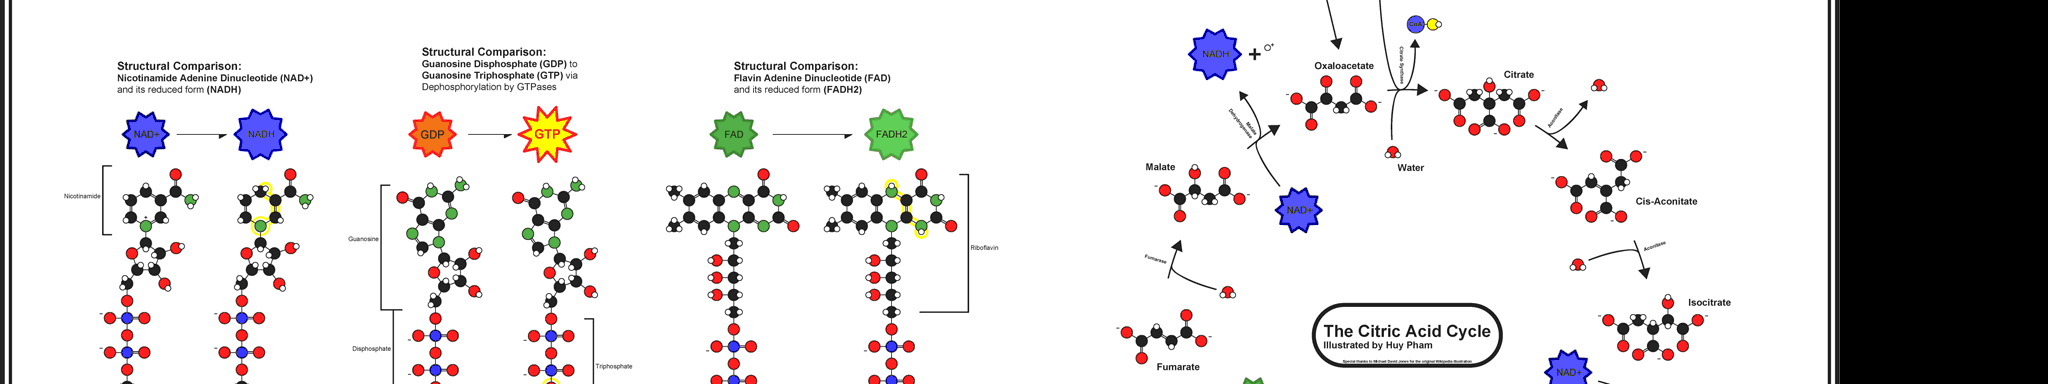 Structural Comparison:
Nicotinamide Adenine Dinucleotide (NAD+)
and its reduced form (NADH)
NAD+
NADH
Nicotinamide
Structural Comparison:
Guanosine Disphosphate (GDP) to
Guanosine Triphosphate (GTP) via
Dephosphorylation by GTPases
GDP
GTP
Guanosine
Disphosphate
Triphosphate
Structural Comparison:
Flavin Adenine Dinucleotide (FAD)
and its reduced form (FADH2)
FAD
FADH2
Riboflavin
NADH
+
Oxaloacetate
CoA
Citrate Synthase
Citrate
Aconitase
Malate
Dehydrogenase
Water
Malate
NAD+
Cis-Aconitate
Aconitase
Fumarase
Isocitrate
The Citric Acid Cycle
Illustrated by Huy Pham
Special thanks to Michael David Jones for the original Wikipedia illustration
Fumarate
NAD+